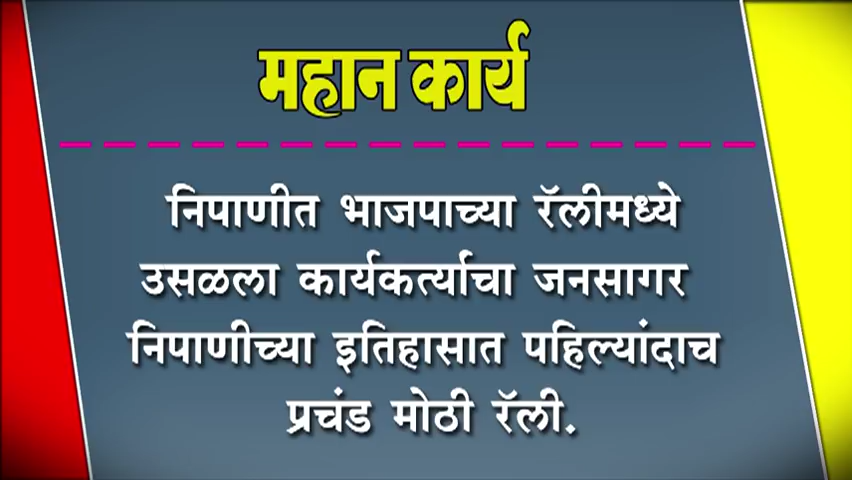 महान कार्य
निपाणीत भाजपाच्या रॅलीमध्ये
उसळला कार्यकर्त्याचा जनसागर
निपाणीच्या इतिहासात पहिल्यांदाच
प्रचंड मोठी रॅली.